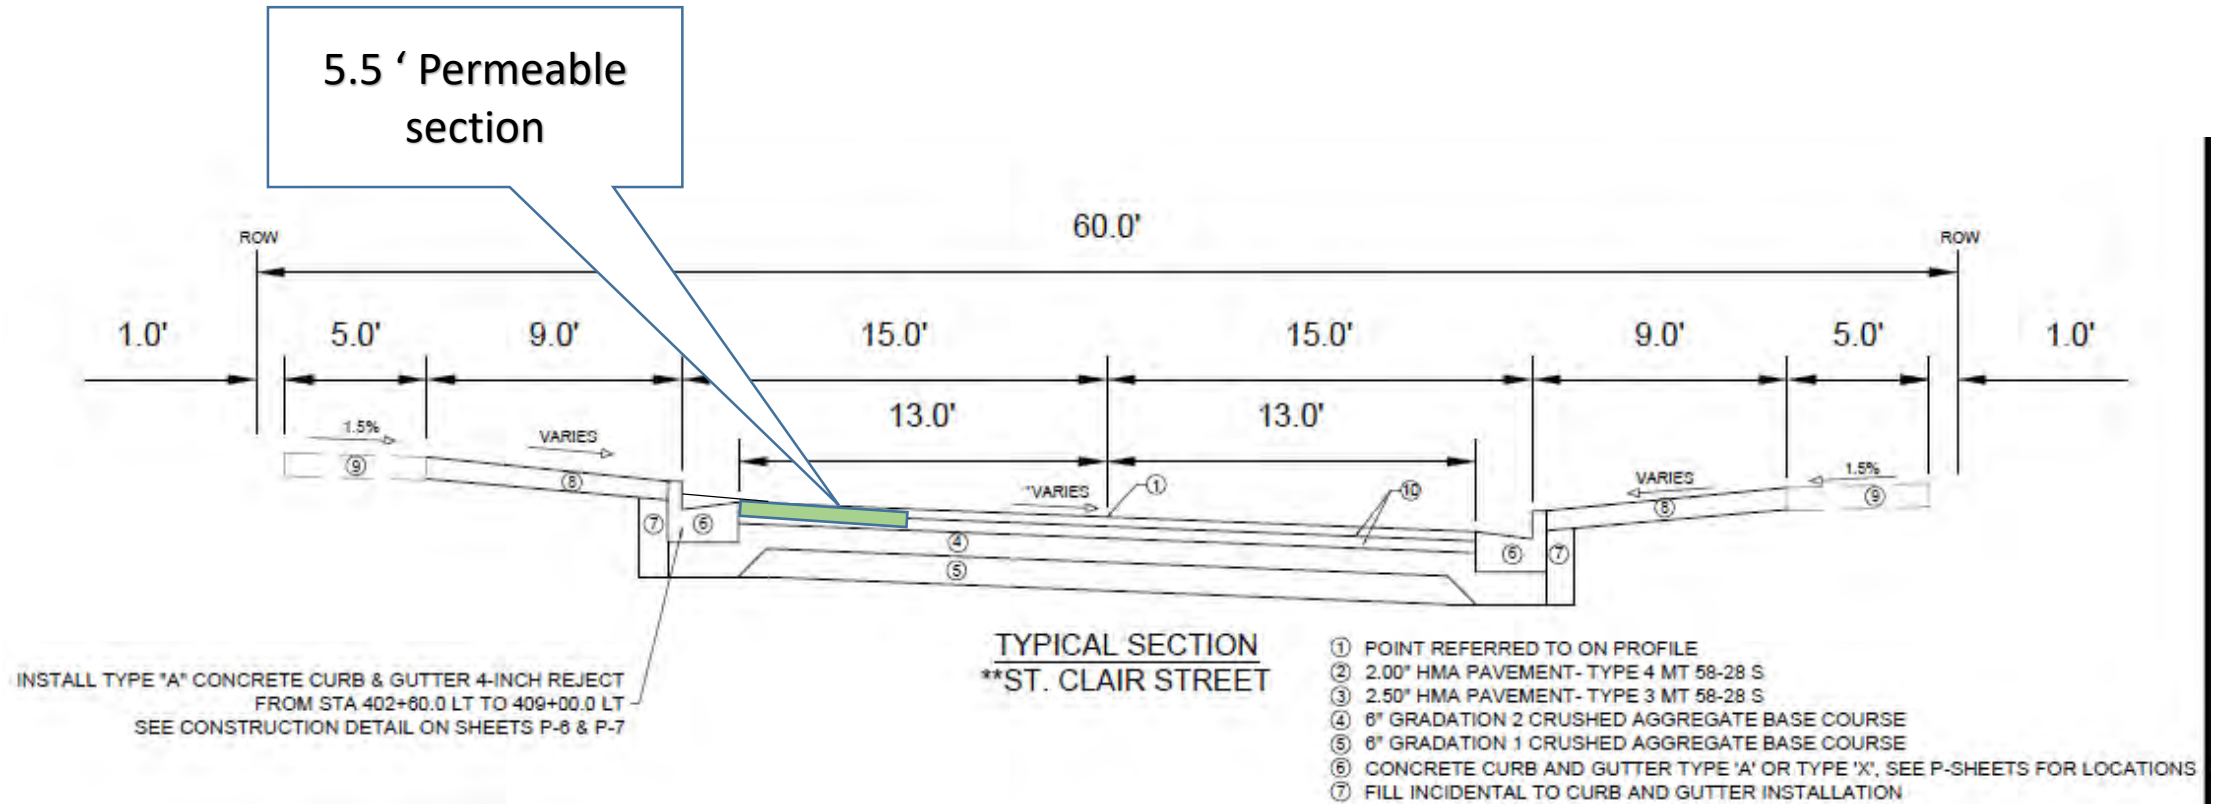 5.5 ‘ Permeable
section
60.0'
ROW
ROW
1.0'
5.0'
9.0'
15.0'
15.0'
9.0'
5.0'
1.0'
13.0'
13.0'
1.5%
VARIES
"VARIES
VARIES
1.5%
①
⑩
⑨
⑧
⑦
⑥
④
⑤
⑥
⑦
⑧
⑨
INSTALL TYPE "A" CONCRETE CURB & GUTTER 4-INCH REJECT
FROM STA 402+60.0 LT TO 409+00.0 LT
SEE CONSTRUCTION DETAIL ON SHEETS P-6 & P-7
TYPICAL SECTION
**ST. CLAIR STREET
① POINT REFERRED TO ON PROFILE
② 2.00" HMA PAVEMENT- TYPE 4 MT 58-28 S
③ 2.50" HMA PAVEMENT- TYPE 3 MT 58-28 S
④ 6" GRADATION 2 CRUSHED AGGREGATE BASE COURSE
⑤ 6" GRADATION 1 CRUSHED AGGREGATE BASE COURSE
⑥ CONCRETE CURB AND GUTTER TYPE 'A' OR TYPE 'X', SEE P-SHEETS FOR LOCATIONS
⑦ FILL INCIDENTAL TO CURB AND GUTTER INSTALLATION